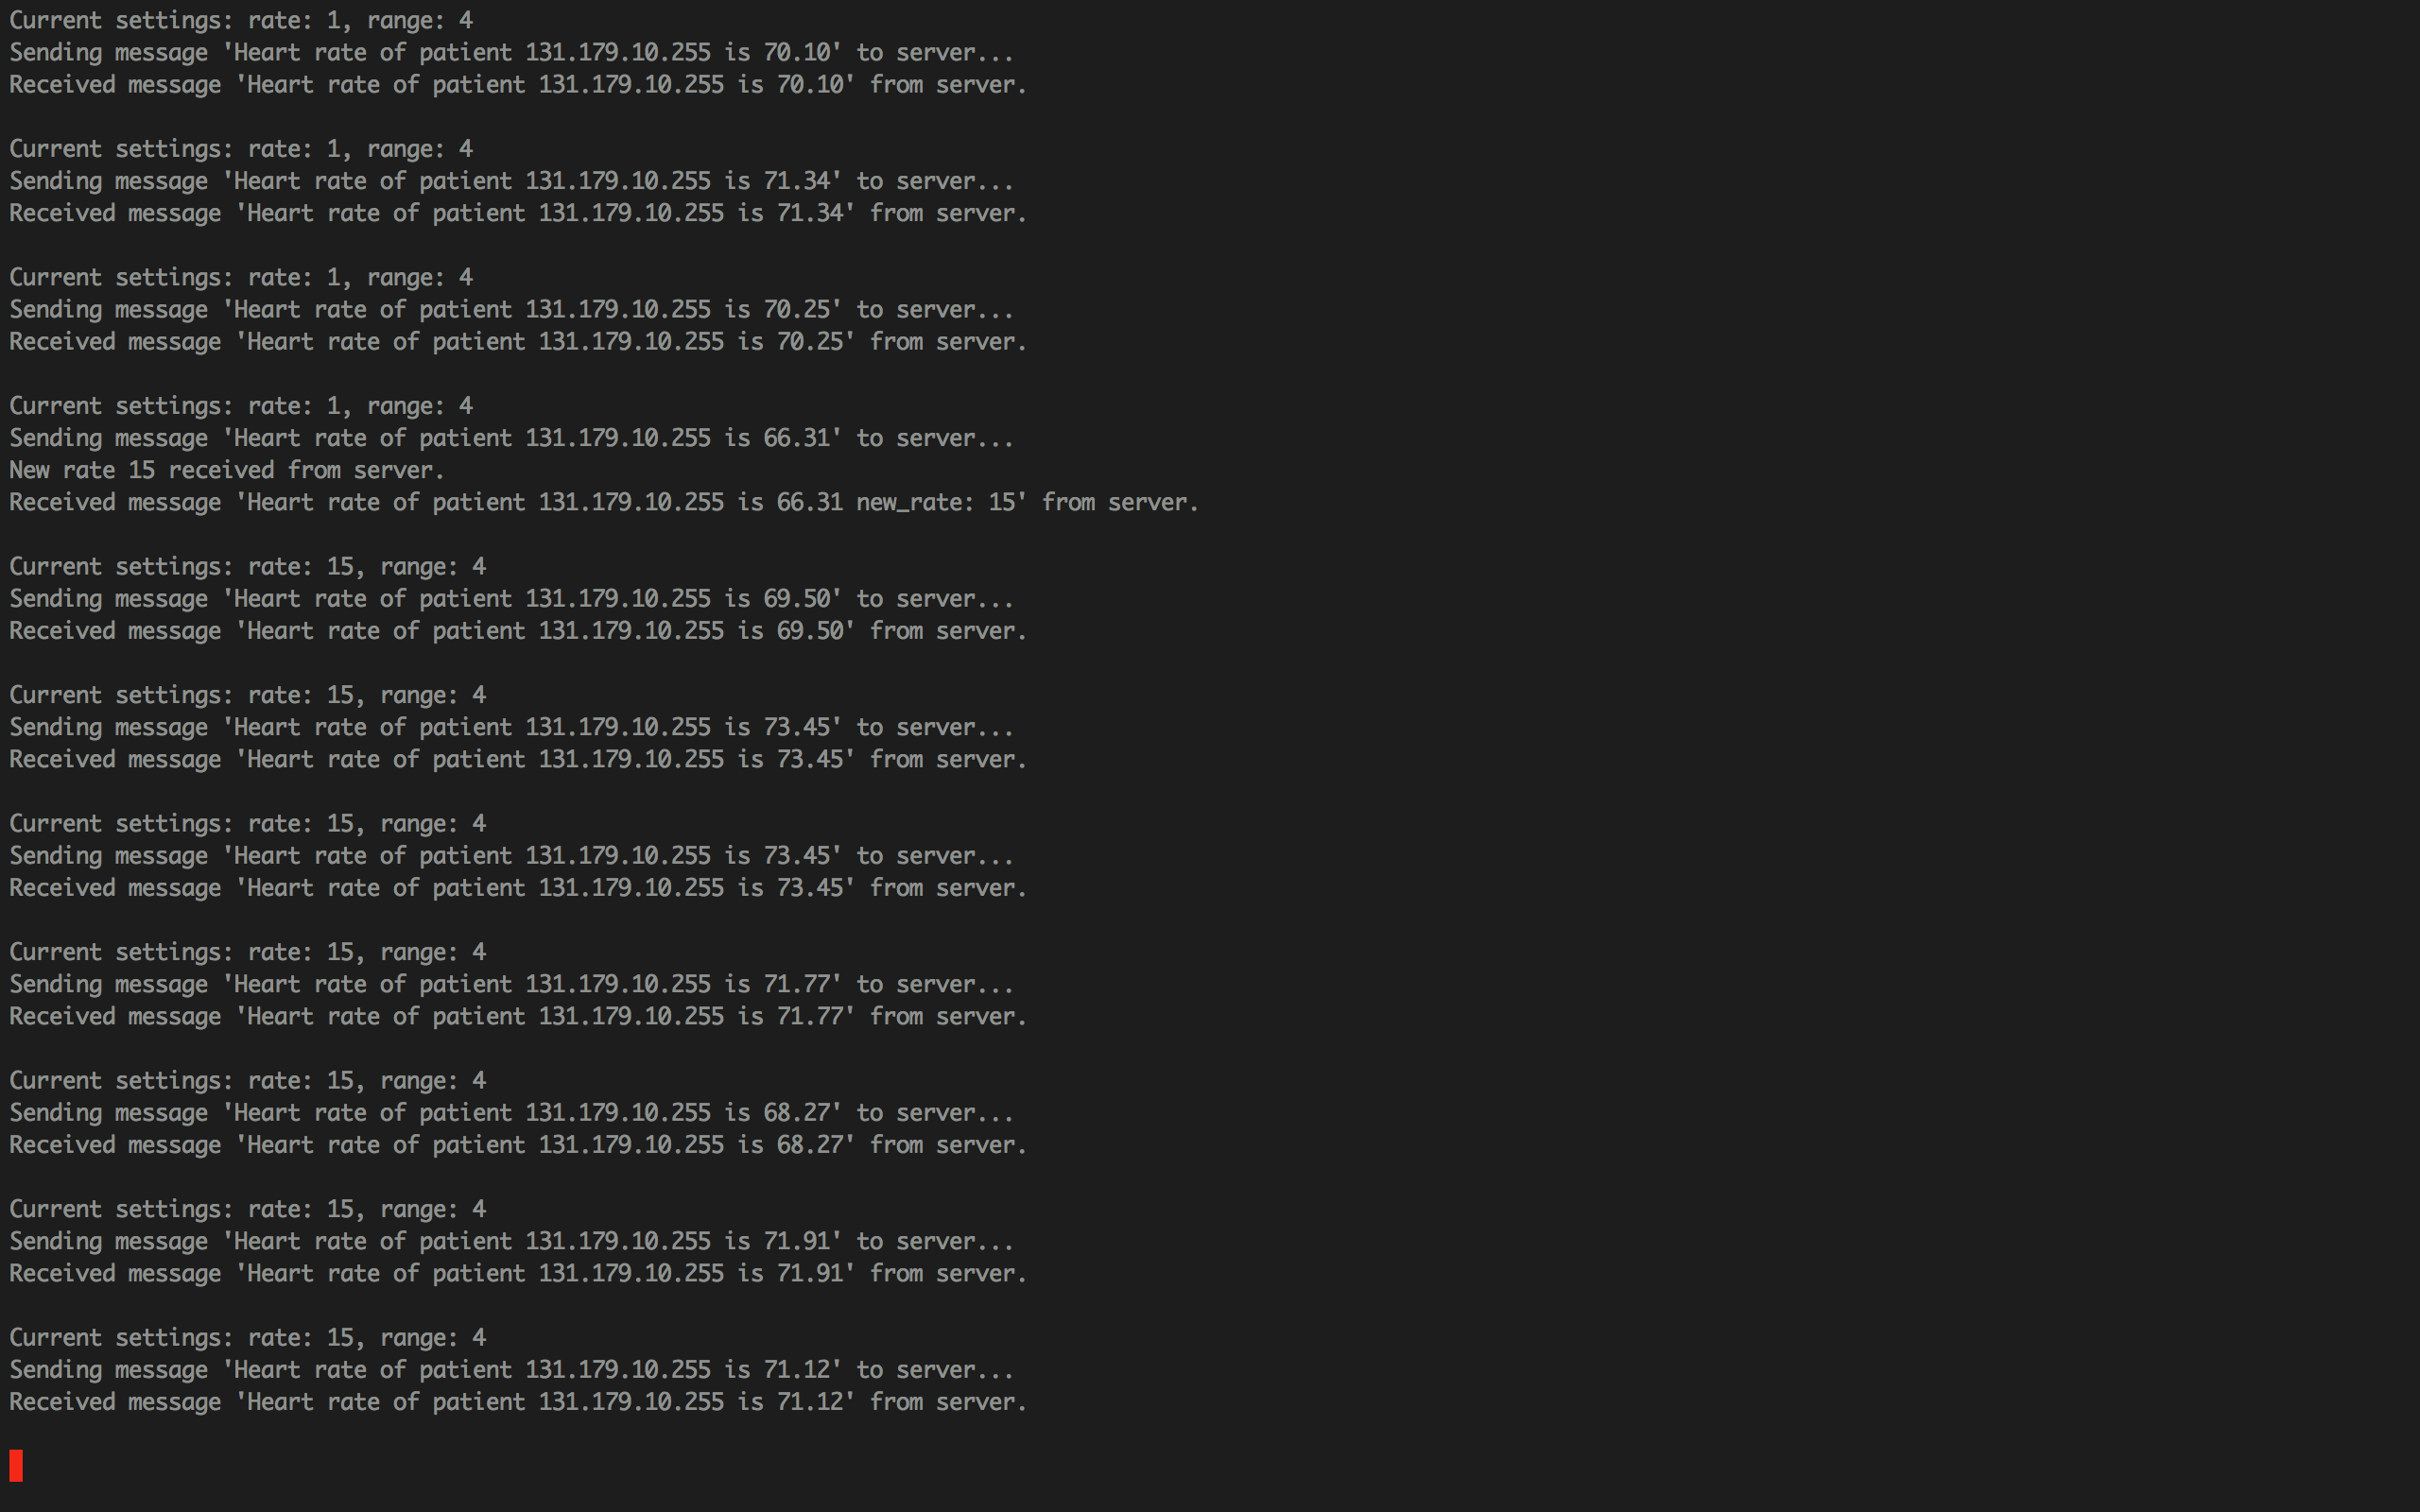 Current settings: rate: 1, range: 4
Sending message 'Heart rate of patient 131.179.10.255 is 70.10' to server...
Received message 'Heart rate of patient 131.179.10.255 is 70.10' from server.
Current settings: rate: 1, range: 4
Sending message 'Heart rate of patient 131.179.10.255 is 71.34' to server...
Received message 'Heart rate of patient 131.179.10.255 is 71.34' from server.
Current settings: rate: 1, range: 4
Sending message 'Heart rate of patient 131.179.10.255 is 70.25' to server...
Received message 'Heart rate of patient 131.179.10.255 is 70.25' from server.
Current settings: rate: 1, range: 4
Sending message 'Heart rate of patient 131.179.10.255 is 66.31' to server...
New rate 15 received from server.
Received message 'Heart rate of patient 131.179.10.255 is 66.31 new_rate: 15' from server.
Current settings: rate: 15, range: 4
Sending message 'Heart rate of patient 131.179.10.255 is 69.50' to server...
Received message 'Heart rate of patient 131.179.10.255 is 69.50' from server.
Current settings: rate: 15, range: 4
Sending message 'Heart rate of patient 131.179.10.255 is 73.45' to server...
Received message 'Heart rate of patient 131.179.10.255 is 73.45' from server.
Current settings: rate: 15, range: 4
Sending message 'Heart rate of patient 131.179.10.255 is 73.45' to server...
Received message 'Heart rate of patient 131.179.10.255 is 73.45' from server.
Current settings: rate: 15, range: 4
Sending message 'Heart rate of patient 131.179.10.255 is 71.77' to server...
Received message 'Heart rate of patient 131.179.10.255 is 71.77' from server.
Current settings: rate: 15, range: 4
Sending message 'Heart rate of patient 131.179.10.255 is 68.27' to server...
Received message 'Heart rate of patient 131.179.10.255 is 68.27' from server.
Current settings: rate: 15, range: 4
Sending message 'Heart rate of patient 131.179.10.255 is 71.91' to server...
Received message 'Heart rate of patient 131.179.10.255 is 71.91' from server.
Current settings: rate: 15, range: 4
Sending message 'Heart rate of patient 131.179.10.255 is 71.12' to server...
Received message 'Heart rate of patient 131.179.10.255 is 71.12' from server.